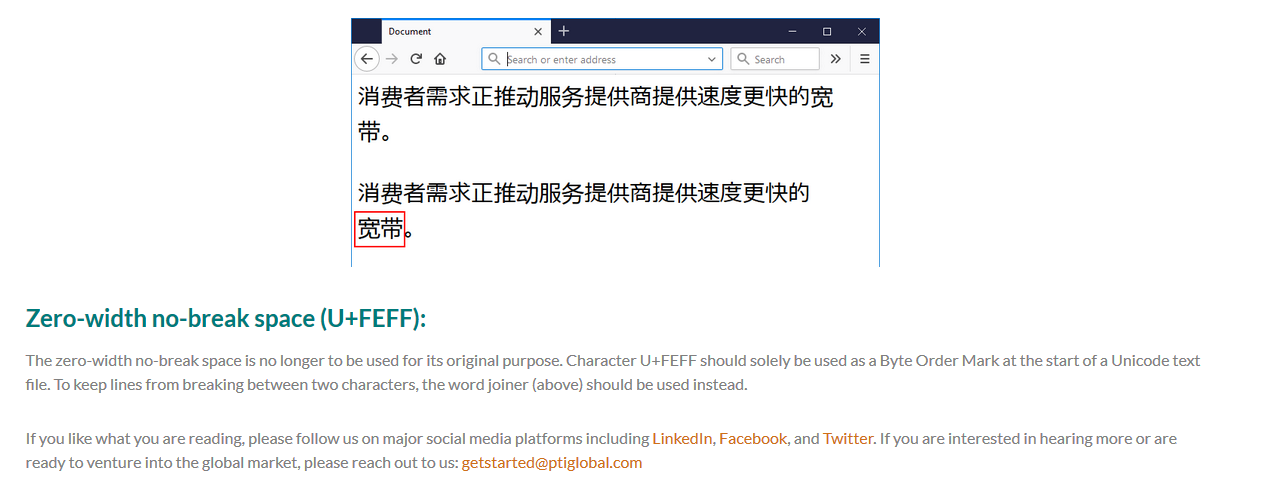 Document
Search or enter address
Search
消费者需求正推动服务提供商提供速度更快的宽
带。
消费者需求正推动服务提供商提供速度更快的
宽带。
Zero-width no-break space (U+FEFF):
The zero-width no-break space is no longer to be used for its original purpose. Character U+FEFF should solely be used as a Byte Order Mark at the start of a Unicode text
file. To keep lines from breaking between two characters, the word joiner (above) should be used instead.
If you like what you are reading, please follow us on major social media platforms including LinkedIn, Facebook, and Twitter. If you are interested in hearing more or are
ready to venture into the global market, please reach out to us: getstarted@ptiglobal.com